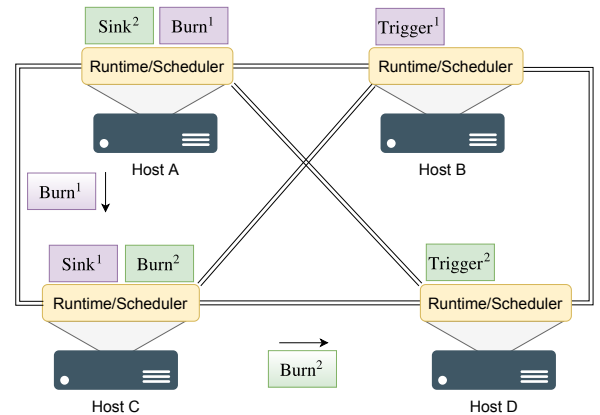 Sink² Burn¹ Trigger¹
Runtime/Scheduler Runtime/Scheduler
Host A Host B
Burn¹
Sink¹ Burn² Trigger²
Runtime/Scheduler Runtime/Scheduler
Burn²
Host C Host D